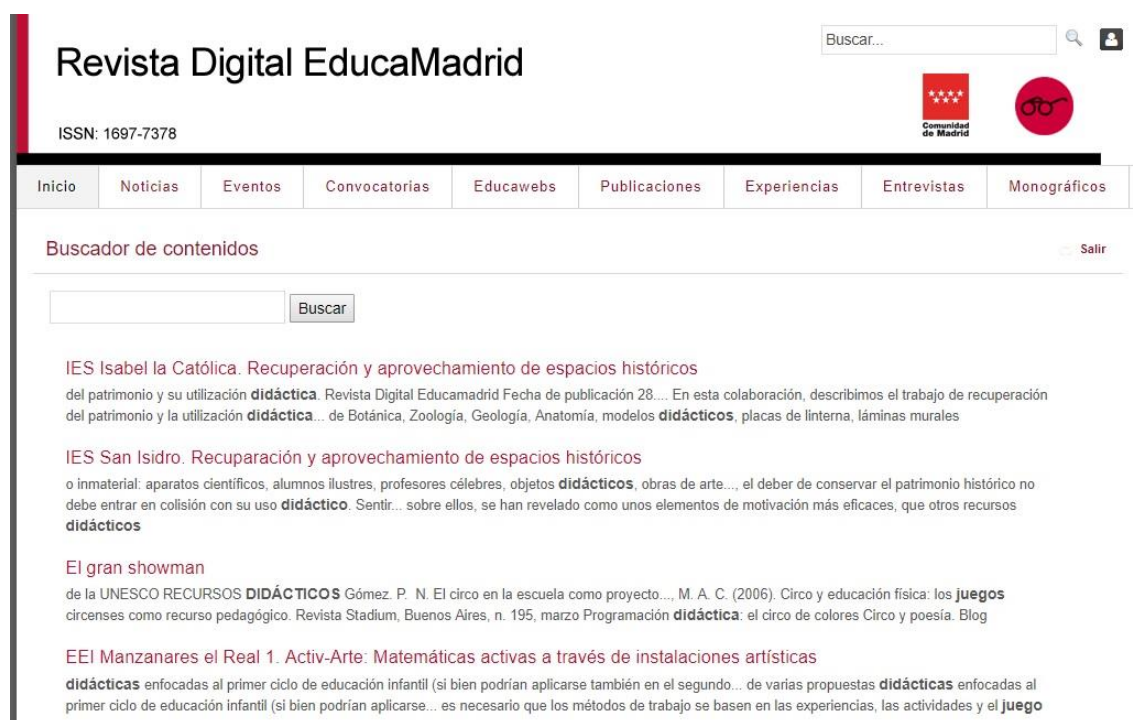 Revista Digital EducaMadrid
Buscar...
Comunidad
de Madrid
ISSN: 1697-7378
Inicio Noticias Eventos Convocatorias Educawebs Publicaciones Experiencias Entrevistas Monográficos
Buscador de contenidos
Salir
Buscar
IES Isabel la Católica. Recuperación y aprovechamiento de espacios históricos
del patrimonio y su utilización didáctica. Revista Digital Educamadrid Fecha de publicación 28.... En esta colaboración, describimos el trabajo de recuperación
del patrimonio y la utilización didáctica... de Botánica, Zoología, Geología, Anatomía, modelos didácticos, placas de linterna, láminas murales
IES San Isidro. Recuparación y aprovechamiento de espacios históricos
o inmaterial: aparatos científicos, alumnos ilustres, profesores célebres, objetos didácticos, obras de arte..., el deber de conservar el patrimonio histórico no
debe entrar en colisión con su uso didáctico. Sentir... sobre ellos, se han revelado como unos elementos de motivación más eficaces, que otros recursos
didácticos
El gran showman
de la UNESCO RECURSOS DIDÁCTICOS Gómez. P. N. El circo en la escuela como proyecto..., M. A. C. (2006). Circo y educación física: los juegos
circenses como recurso pedagógico. Revista Stadium, Buenos Aires, n. 195, marzo Programación didáctica: el circo de colores Circo y poesía. Blog
EEI Manzanares el Real 1. Activ-Arte: Matemáticas activas a través de instalaciones artísticas
didácticas enfocadas al primer ciclo de educación infantil (si bien podrían aplicarse también en el segundo... de varias propuestas didácticas enfocadas al
primer ciclo de educación infantil (si bien podrían aplicarse... es necesario que los métodos de trabajo se basen en las experiencias, las actividades y el juego